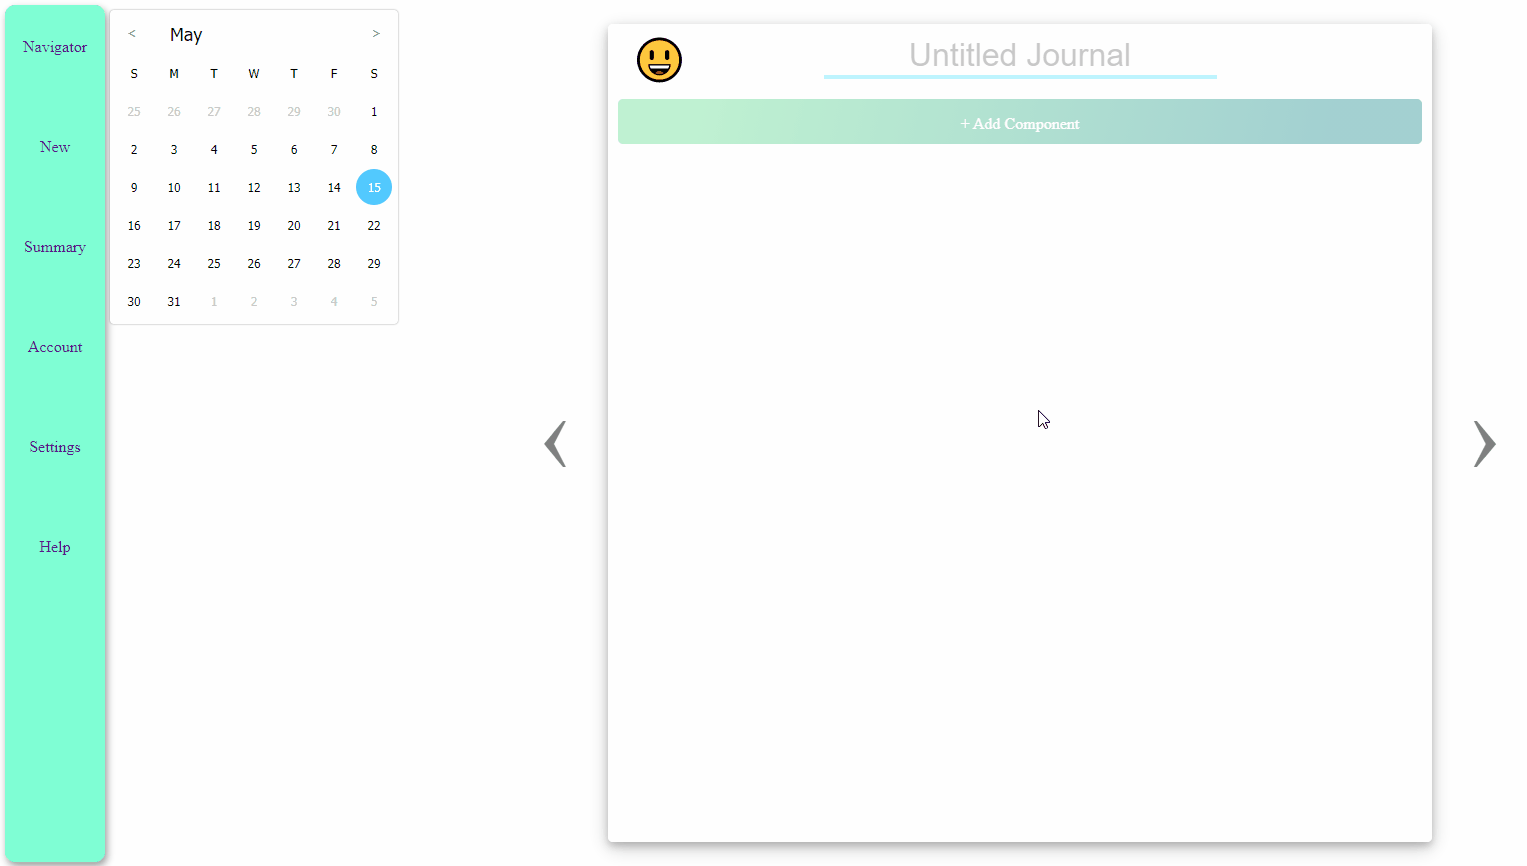 Navigator
New
Summary
Account
Settings
Help
< May >
S M T W T F S
25 26 27 28 29 30 1
2 3 4 5 6 7 8
9 10 11 12 13 14 15
16 17 18 19 20 21 22
23 24 25 26 27 28 29
30 31 1 2 3 4 5
Untitled Journal
+ Add Component